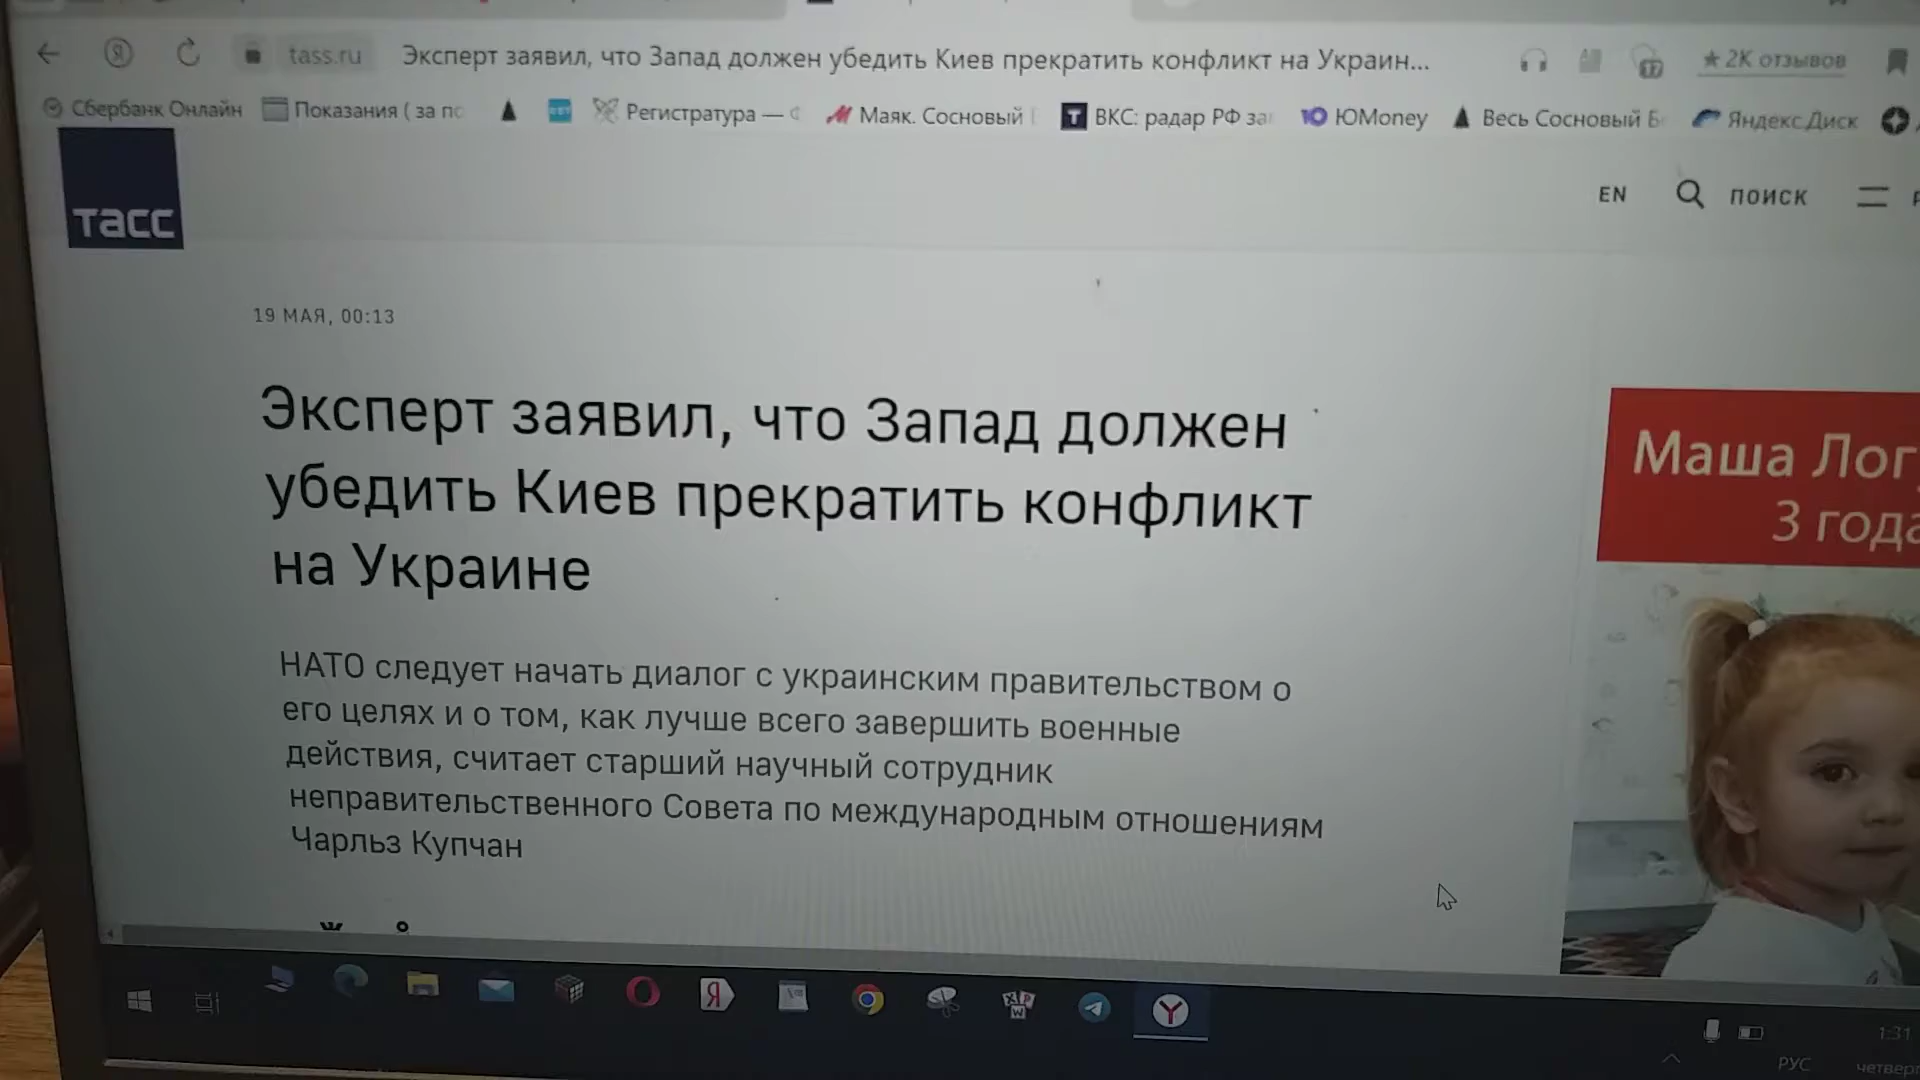 tass.ru Эксперт заявил, что Запад должен убедить Киев прекратить конфликт на Украин... 2К отзывов
Сбербанк Онлайн Показания ( за по Регистратура — Маяк. Сосновый ВКС: радар РФ за ЮMoney Весь Сосновый Б Яндекс.Диск
EN ПОИСК
ТАСС
19 МАЯ, 00:13
Эксперт заявил, что Запад должен
убедить Киев прекратить конфликт
на Украине
Маша Лог
3 года
НАТО следует начать диалог с украинским правительством о
его целях и о том, как лучше всего завершить военные
действия, считает старший научный сотрудник
неправительственного Совета по международным отношениям
Чарльз Купчан
1:31
РУС четверг